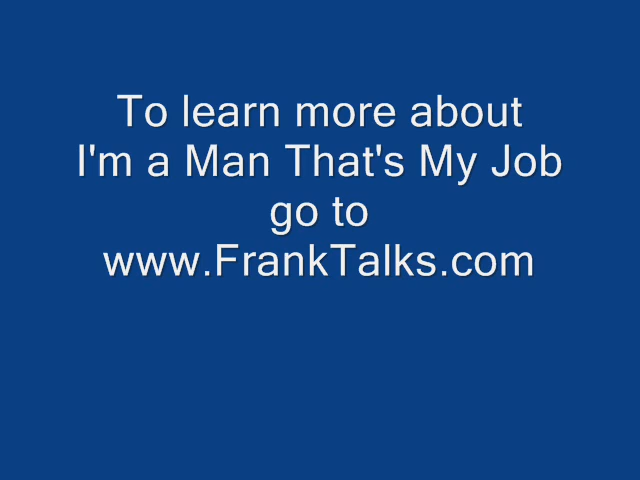 To learn more about
I'm a Man That's My Job
go to
www.FrankTalks.com